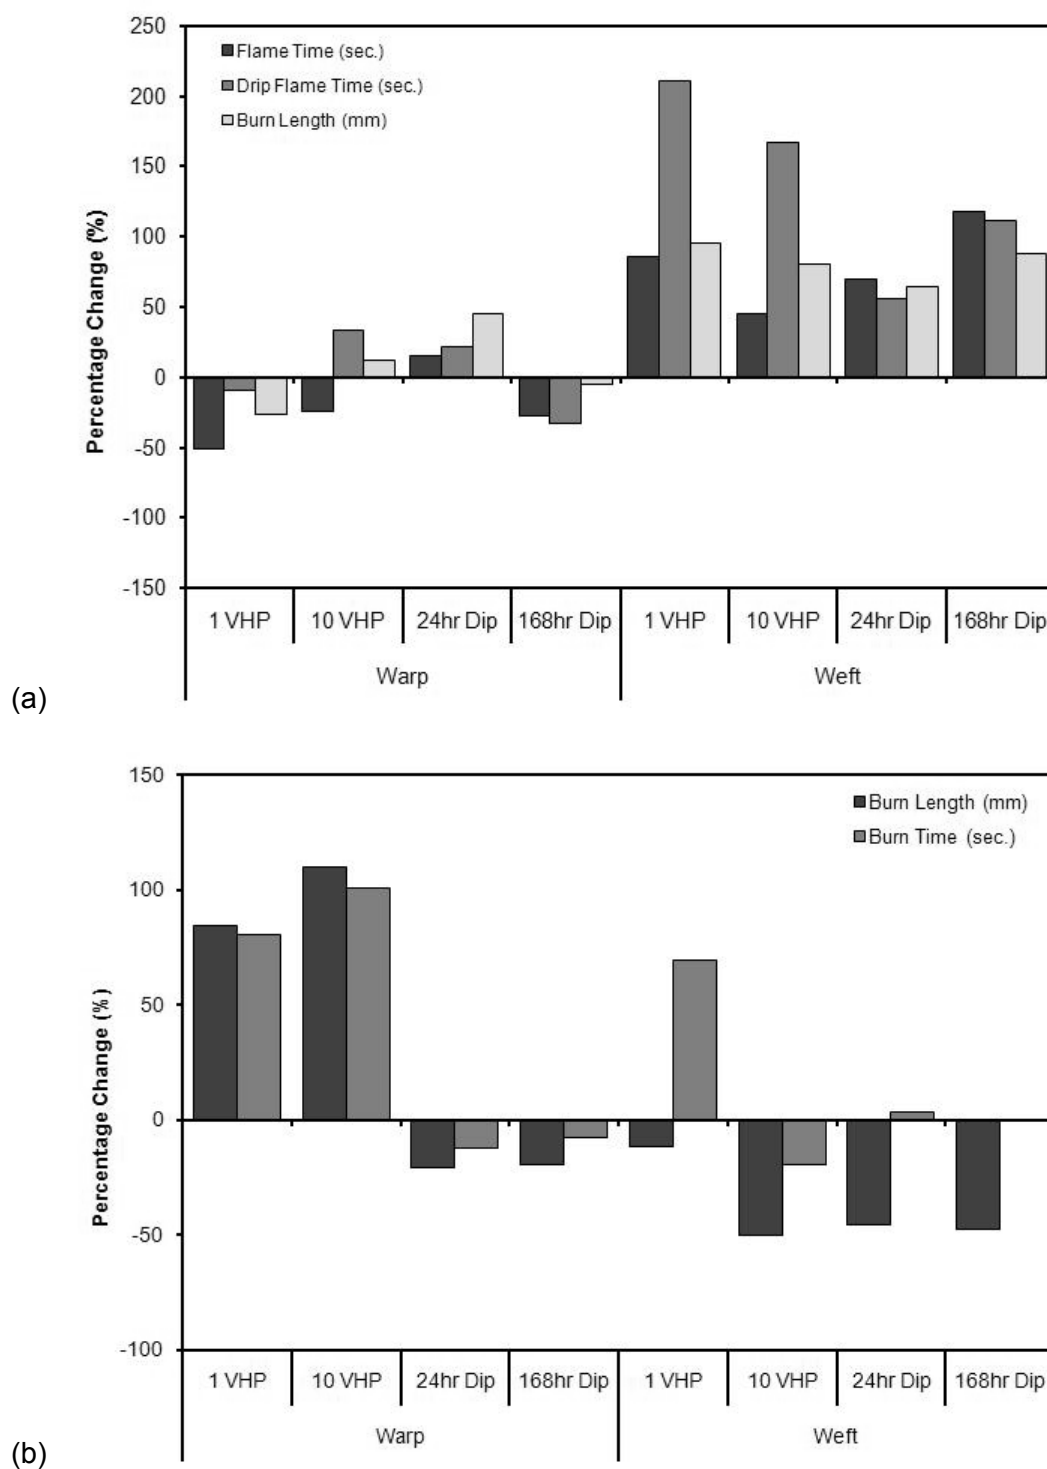 250
200
150
100
50
0
-50
-100
-150
Percentage Change (%)
Flame Time (sec.)
Drip Flame Time (sec.)
Burn Length (mm)
1 VHP 10 VHP 24hr Dip 168hr Dip 1 VHP 10 VHP 24hr Dip 168hr Dip
Warp Weft
(a)
150
100
50
0
-50
-100
Percentage Change (%)
Burn Length (mm)
Burn Time (sec.)
1 VHP 10 VHP 24hr Dip 168hr Dip 1 VHP 10 VHP 24hr Dip 168hr Dip
Warp Weft
(b)